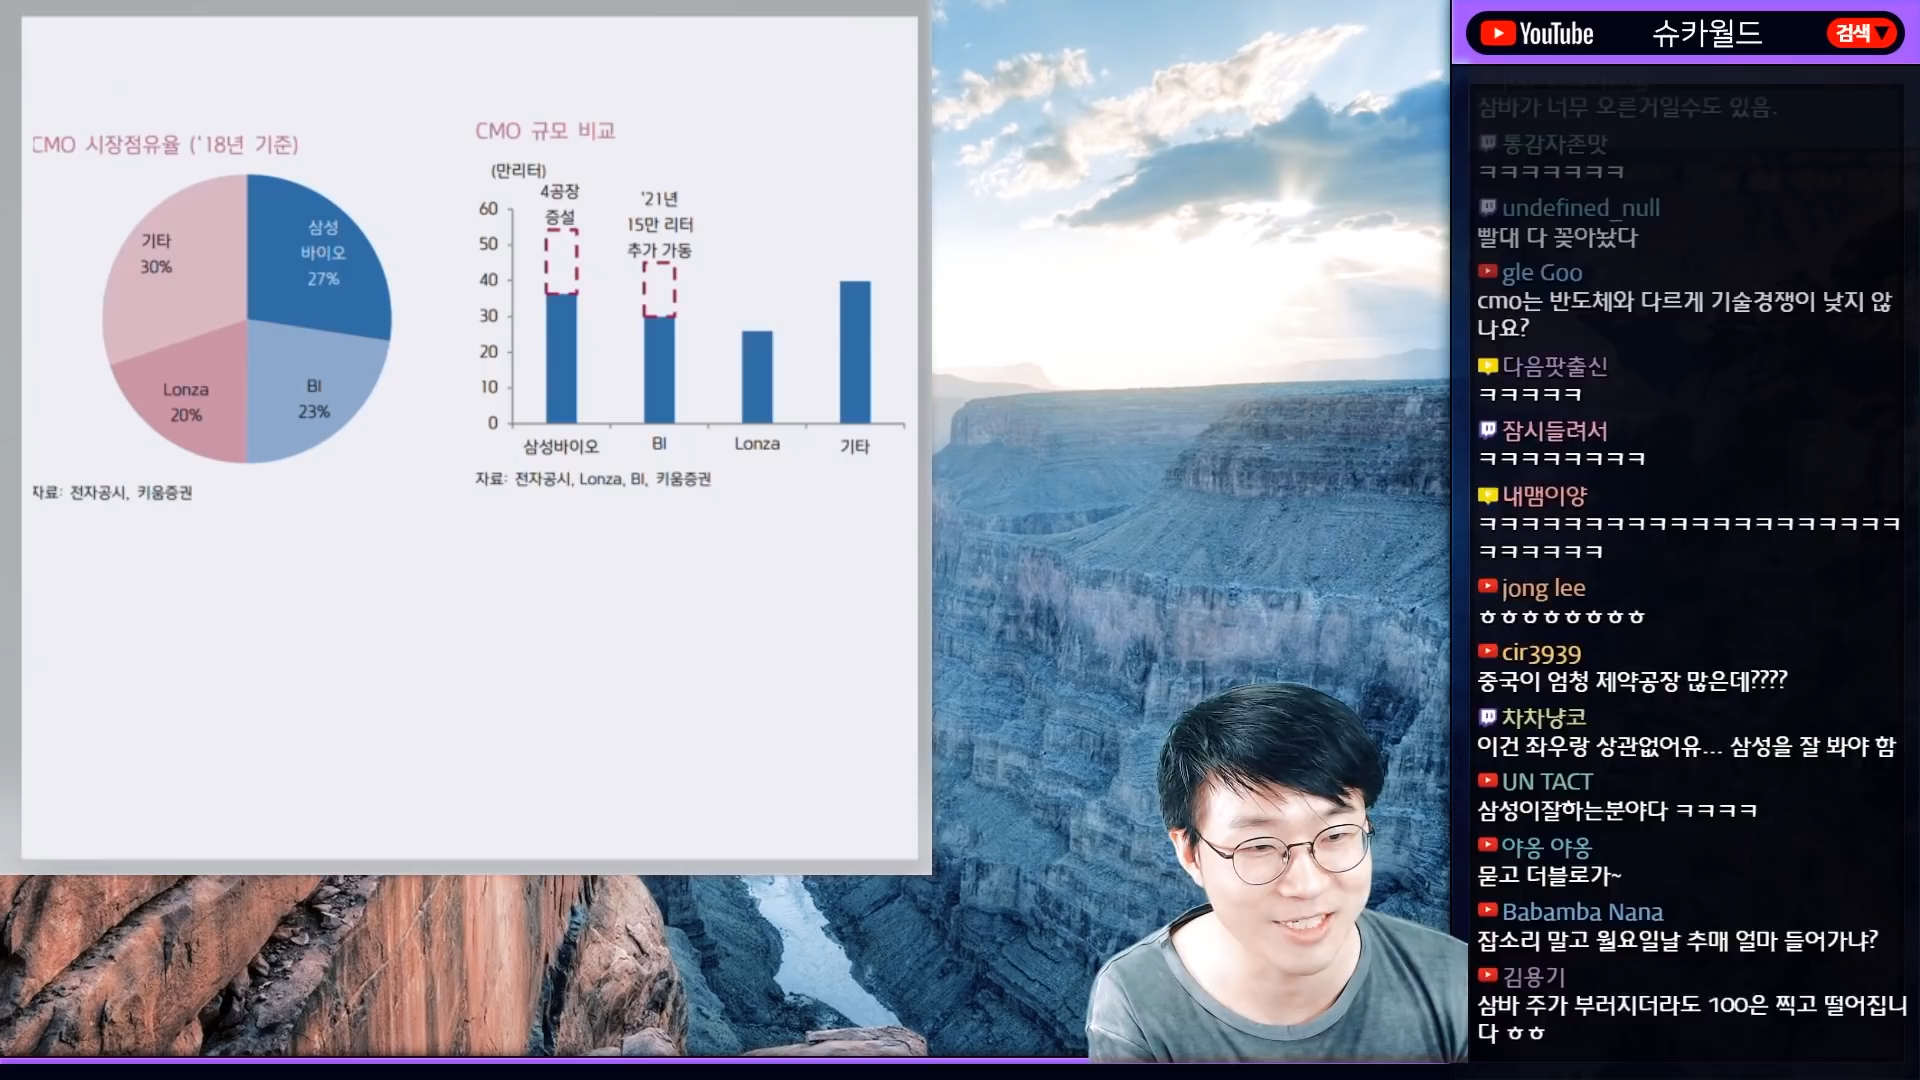 CMO 시장점유율 ('18년 기준)
기타
30%
삼성
바이오
27%
Lonza
20%
BI
23%
자료: 전자공시, 키움증권
CMO 규모 비교
(만리터)
4공장
증설
'21년
15만 리터
추가 가동
60
50
40
30
20
10
0
삼성바이오
BI
Lonza
기타
자료: 전자공시, Lonza, BI, 키움증권
YouTube
슈카월드
검색▼
삼바가 너무 오른거일수도 있음.
통감자존맛
ㅋㅋㅋㅋㅋㅋㅋ
undefined_null
빨대 다 꽂아놨다
gle Goo
cmo는 반도체와 다르게 기술경쟁이 낮지 않
나요?
다음팟출신
ㅋㅋㅋㅋㅋ
잠시들려서
ㅋㅋㅋㅋㅋㅋㅋㅋ
내맴이양
ㅋㅋㅋㅋㅋㅋㅋㅋㅋㅋㅋㅋㅋㅋㅋㅋㅋㅋㅋㅋ
ㅋㅋㅋㅋㅋㅋ
jong lee
ㅎㅎㅎㅎㅎㅎㅎㅎ
cir3939
중국이 엄청 제약공장 많은데????
차차냥코
이건 좌우랑 상관없어유... 삼성을 잘 봐야 함
UN TACT
삼성이잘하는분야다 ㅋㅋㅋㅋ
야옹 야옹
묻고 더블로가~
Babamba Nana
잡소리 말고 월요일날 추매 얼마 들어가냐?
김용기
삼바 주가 부러지더라도 100은 찍고 떨어집니
다 ㅎㅎ